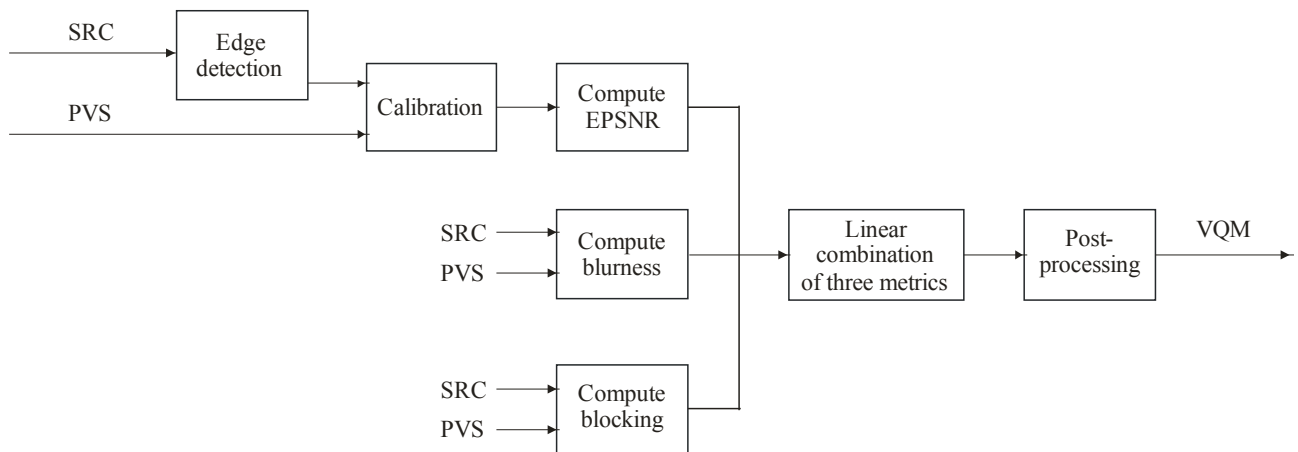 SRC
Edge
detection
PVS
Calibration
Compute
EPSNR
SRC
PVS
Compute
blurness
Linear
combination
of three metrics
Post-
processing
VQM
SRC
PVS
Compute
blocking